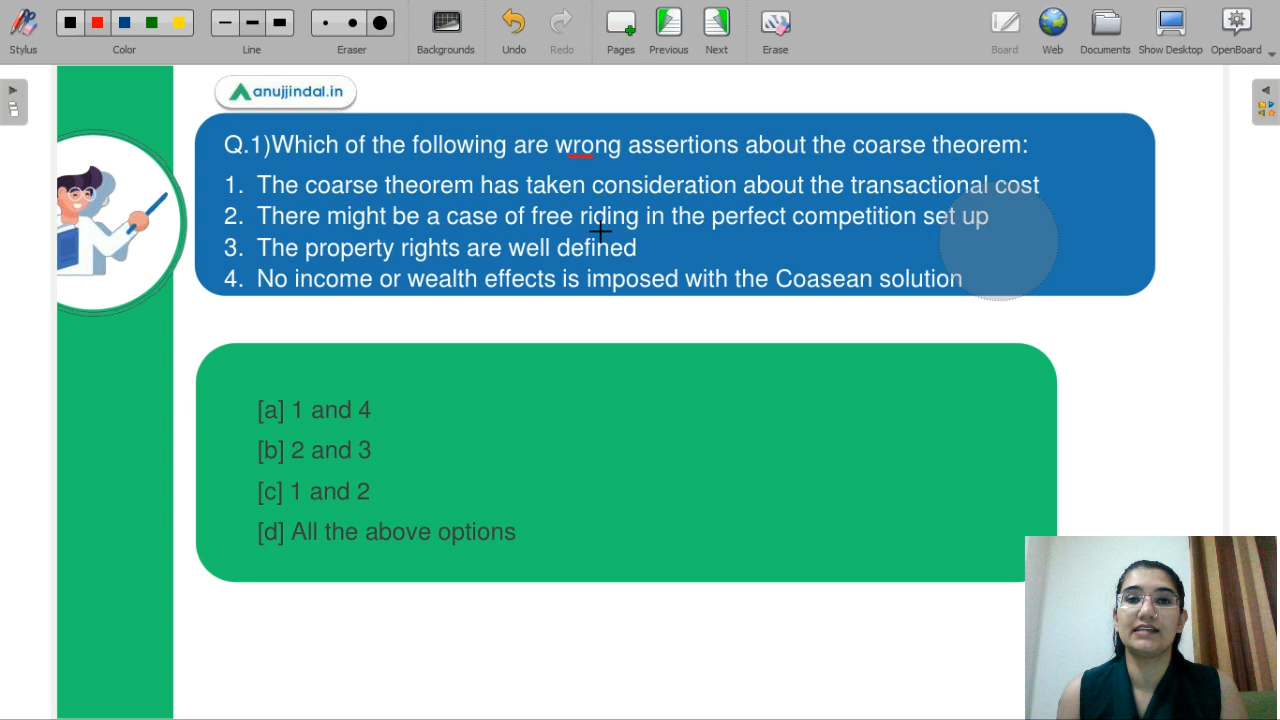 Stylus
Color
Line
Eraser
Backgrounds
Undo
Redo
Pages
Previous
Next
Erase
Board
Web
Documents
Show Desktop
OpenBoard
anujjindal.in
Q.1)Which of the following are wrong assertions about the coarse theorem:
1. The coarse theorem has taken consideration about the transactional cost
2. There might be a case of free riding in the perfect competition set up
3. The property rights are well defined
4. No income or wealth effects is imposed with the Coasean solution
[a] 1 and 4
[b] 2 and 3
[c] 1 and 2
[d] All the above options